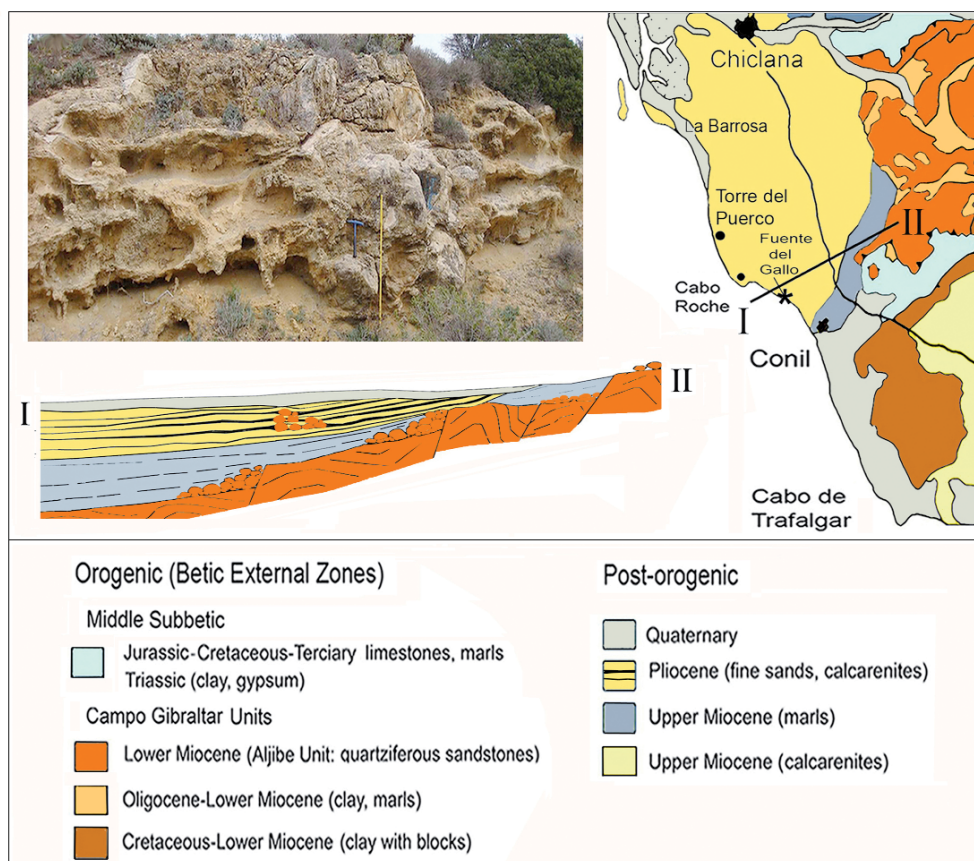 Chiclana
La Barrosa
Torre del
Puerco
Fuente
del
Gallo
II
Cabo
Roche
I
Conil
Cabo de
Trafalgar
I
II
Orogenic (Betic External Zones)
Middle Subbetic
Jurassic-Cretaceous-Terciary limestones, marls
Triassic (clay, gypsum)
Campo Gibraltar Units
Lower Miocene (Aljibe Unit: quartziferous sandstones)
Oligocene-Lower Miocene (clay, marls)
Cretaceous-Lower Miocene (clay with blocks)
Post-orogenic
Quaternary
Pliocene (fine sands, calcarenites)
Upper Miocene (marls)
Upper Miocene (calcarenites)